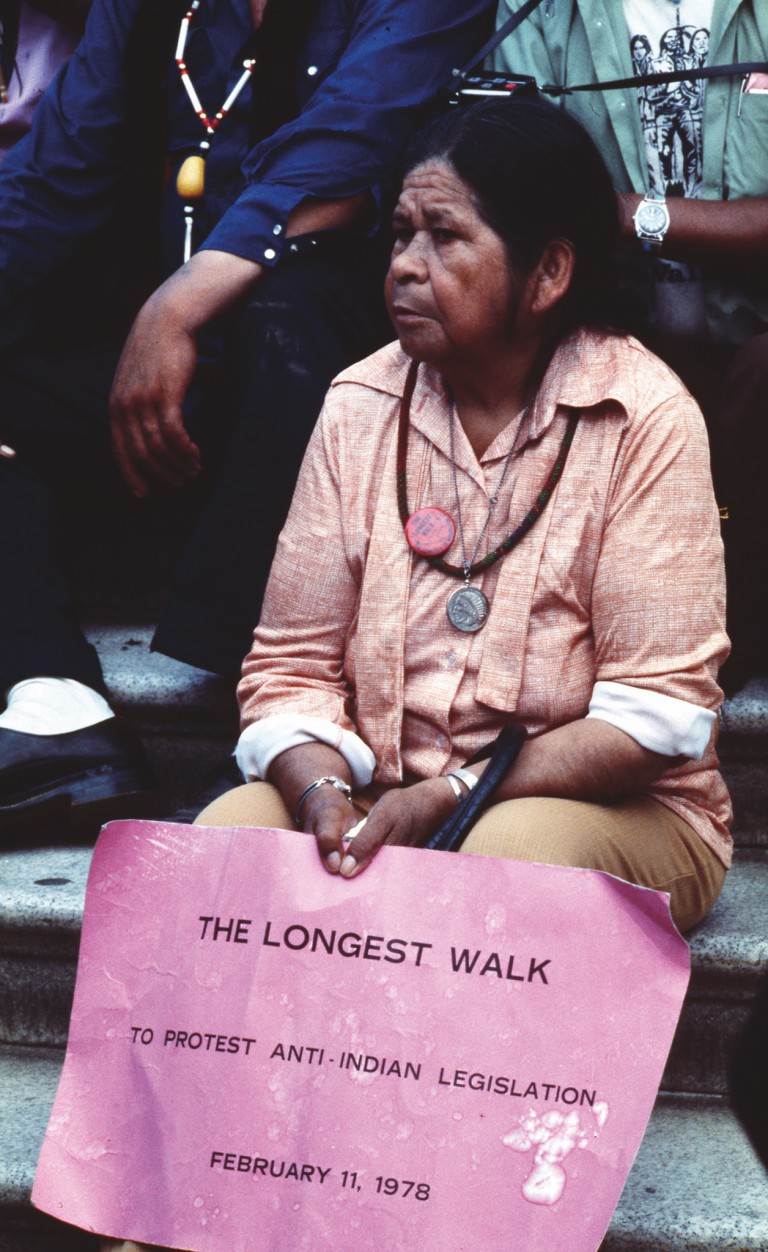 THE LONGEST WALK
TO PROTEST ANTI-INDIAN LEGISLATION
FEBRUARY 11, 1978